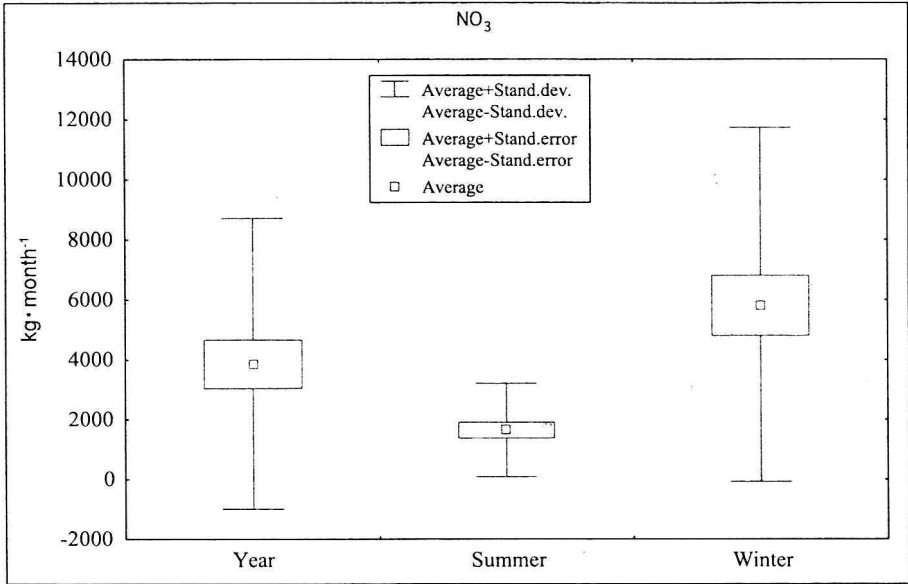 NO₃
14000
12000
10000
8000
6000
4000
2000
0
-2000
kg·month⁻¹
Average+Stand.dev.
Average-Stand.dev.
Average+Stand.error
Average-Stand.error
Average
Year Summer Winter